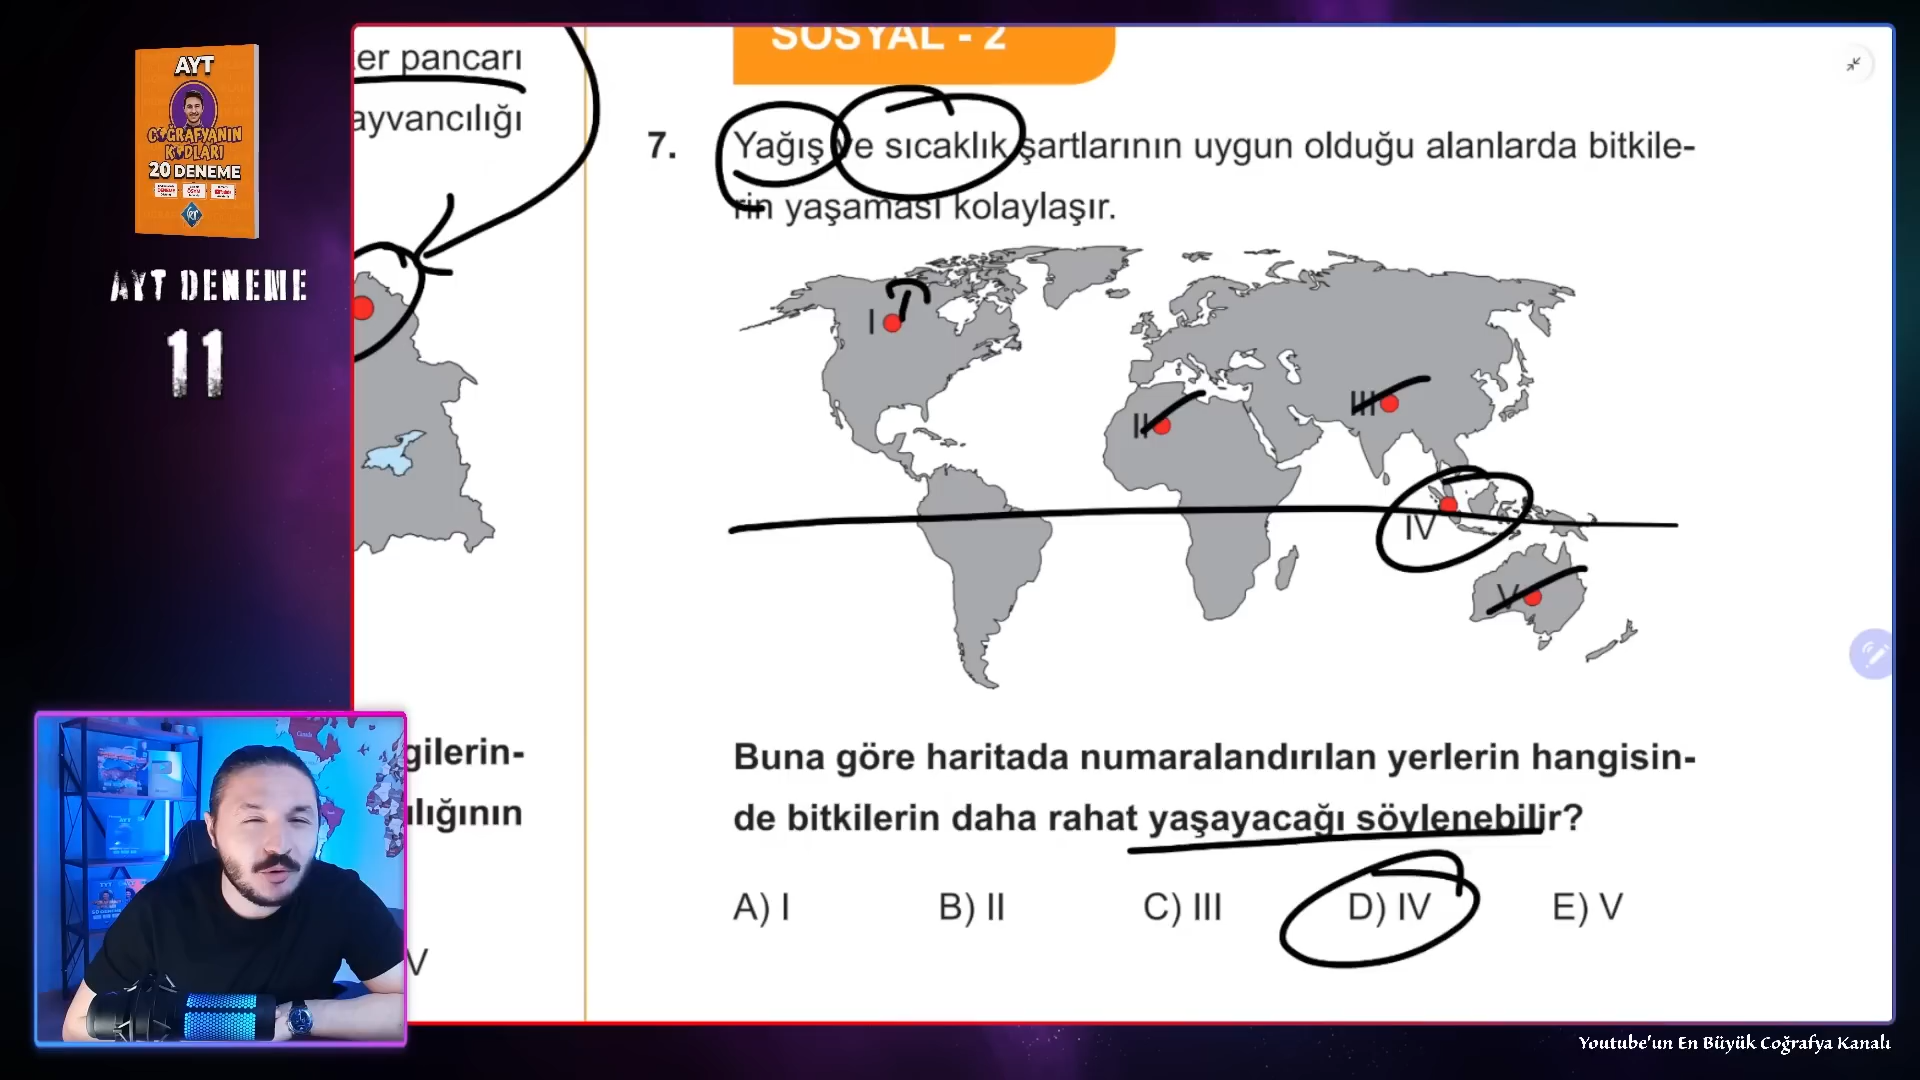 AYT
COĞRAFYANIN
KODLARI
20 DENEME
AYT DENEME
11
er pancarı
ayvancılığı
gilerin-
ılığının
V
SOSYAL - 2
7. Yağış ve sıcaklık şartlarının uygun olduğu alanlarda bitkile-
rin yaşaması kolaylaşır.
I
II
III
IV
V
Buna göre haritada numaralandırılan yerlerin hangisin-
de bitkilerin daha rahat yaşayacağı söylenebilir?
A) I B) II C) III D) IV E) V
Youtube'un En Büyük Coğrafya Kanalı